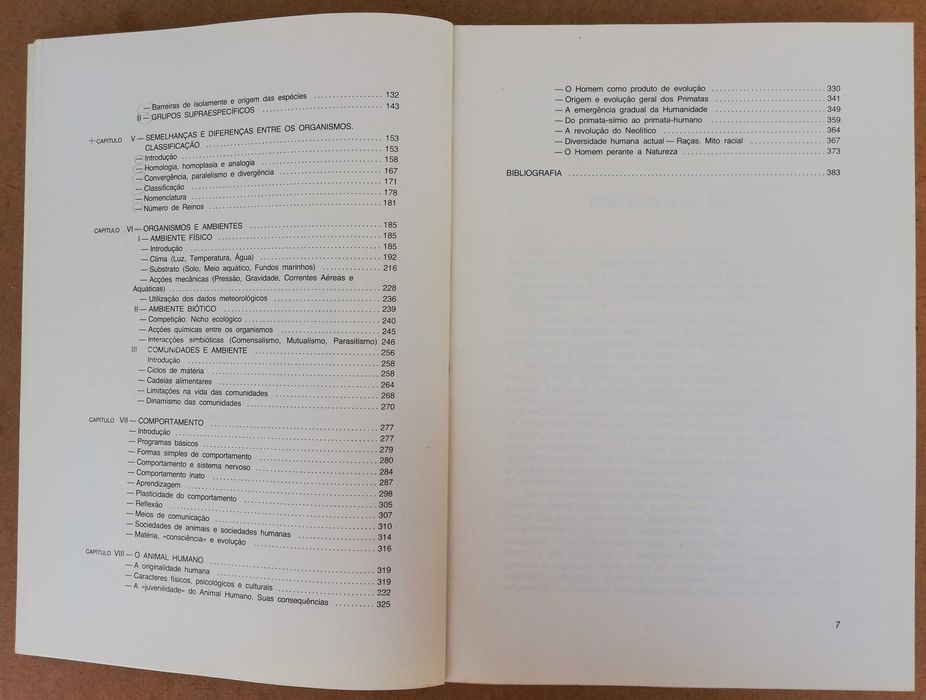 — Barreiras de isolamento e origem das espécies .................. 132
II — GRUPOS SUPRAESPECÍFICOS .................. 143
+ CAPÍTULO V — SEMELHANÇAS E DIFERENÇAS ENTRE OS ORGANISMOS.
CLASSIFICAÇÃO .................. 153
— Introdução .................. 153
— Homologia, homoplasia e analogia .................. 158
— Convergência, paralelismo e divergência .................. 167
— Classificação .................. 171
— Nomenclatura .................. 178
— Número de Reinos .................. 181
CAPÍTULO VI — ORGANISMOS E AMBIENTES .................. 185
I — AMBIENTE FÍSICO .................. 185
— Introdução .................. 185
— Clima (Luz, Temperatura, Água) .................. 192
— Substrato (Solo, Meio aquático, Fundos marinhos) .................. 216
— Acções mecânicas (Pressão, Gravidade, Correntes Aéreas e
Aquáticas) .................. 228
— Utilização dos dados meteorológicos .................. 236
II — AMBIENTE BIÓTICO .................. 239
— Competição. Nicho ecológico .................. 240
— Acções químicas entre os organismos .................. 245
— Interacções simbióticas (Comensalismo, Mutualismo, Parasitismo) 246
III COMUNIDADES E AMBIENTE .................. 256
Introdução .................. 258
— Ciclos de matéria .................. 258
— Cadeias alimentares .................. 264
— Limitações na vida das comunidades .................. 268
— Dinamismo das comunidades .................. 270
CAPÍTULO VII — COMPORTAMENTO .................. 277
— Introdução .................. 277
— Programas básicos .................. 279
— Formas simples de comportamento .................. 280
— Comportamento e sistema nervoso .................. 284
— Comportamento inato .................. 287
— Aprendizagem .................. 298
— Plasticidade do comportamento .................. 305
— Reflexão .................. 307
— Meios de comunicação .................. 310
— Sociedades de animais e sociedades humanas .................. 314
— Matéria, «consciência» e evolução .................. 316
CAPÍTULO VIII — O ANIMAL HUMANO .................. 319
— A originalidade humana .................. 319
— Caracteres físicos, psicológicos e culturais .................. 322
— A «juvenilidade» do Animal Humano. Suas consequências .......... 325
— O Homem como produto de evolução .................. 330
— Origem e evolução geral dos Primatas .................. 341
— A emergência gradual da Humanidade .................. 349
— Do primata-símio ao primata-humano .................. 359
— A revolução do Neolítico .................. 364
— Diversidade humana actual — Raças. Mito racial .................. 367
— O Homem perante a Natureza .................. 373
BIBLIOGRAFIA .................. 383
7